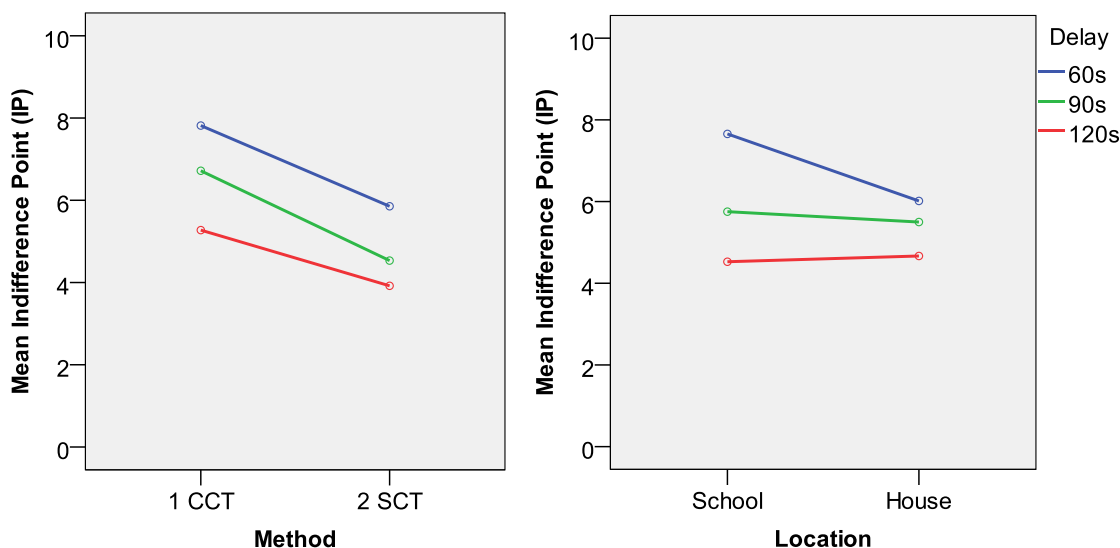 Mean Indifference Point (IP)
10
8
6
4
2
0
1 CCT
2 SCT
Method
Mean Indifference Point (IP)
10
8
6
4
2
0
School
House
Location
Delay
60s
90s
120s